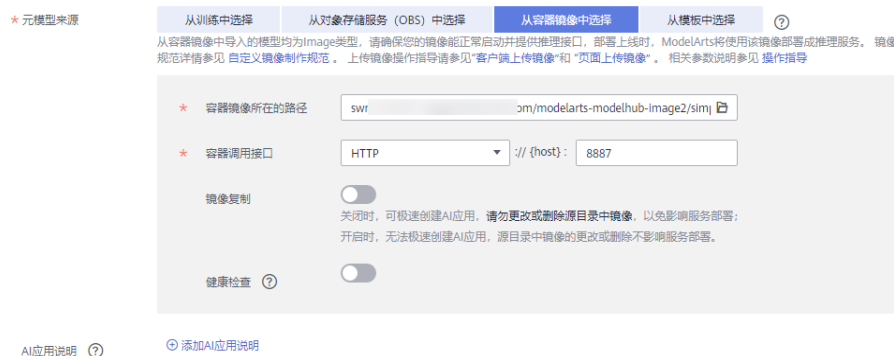 * 元模型来源 从训练中选择 从对象存储服务（OBS）中选择 从容器镜像中选择 从模板中选择 ?
从容器镜像中导入的模型均为Image类型，请确保您的镜像能正常启动并提供推理接口，部署上线时，ModelArts将使用该镜像部署成推理服务。 镜像
规范详情参见 自定义镜像制作规范 。 上传镜像操作指导请参见"客户端上传镜像"和 "页面上传镜像" 。 相关参数说明参见 操作指导
* 容器镜像所在的路径 swr om/modelarts-modelhub-image2/simp
* 容器调用接口 HTTP :// {host} : 8887
镜像复制
关闭时，可极速创建AI应用，请勿更改或删除源目录中镜像，以免影响服务部署；
开启时，无法极速创建AI应用，源目录中镜像的更改或删除不影响服务部署。
健康检查 ?
AI应用说明 ? 添加AI应用说明